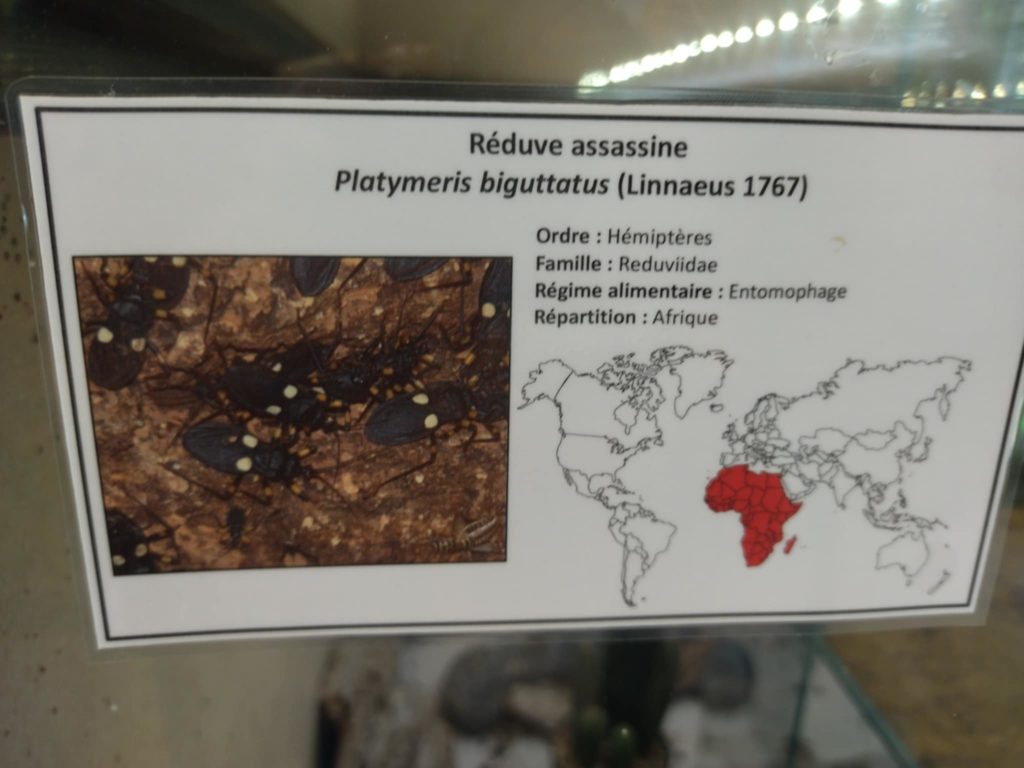 Réduve assassine
Platymeris biguttatus (Linnaeus 1767)
Ordre : Hémiptères
Famille : Reduviidae
Régime alimentaire : Entomophage
Répartition : Afrique